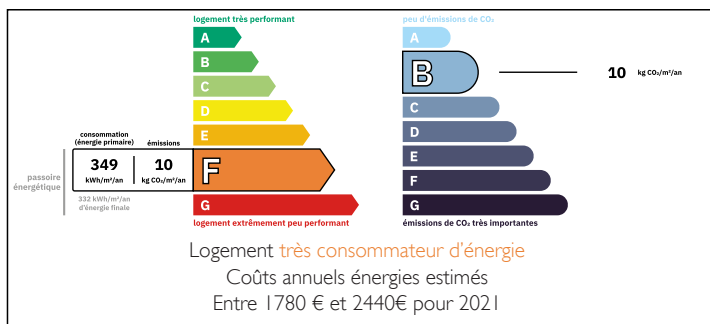 logement très performant
A
B
C
D
E
consommation
(énergie primaire)
émissions
349
kWh/m²/an
10
kg CO₂/m²/an
F
passoire
énergétique
332 kWh/m²/an
d'énergie finale
G
logement extrêmement peu performant
peu d'émissions de CO₂
A
B
10 kg CO₂/m²/an
C
D
E
F
G
émissions de CO₂ très importantes
Logement très consommateur d'énergie
Coûts annuels énergies estimés
Entre 1780 € et 2440€ pour 2021